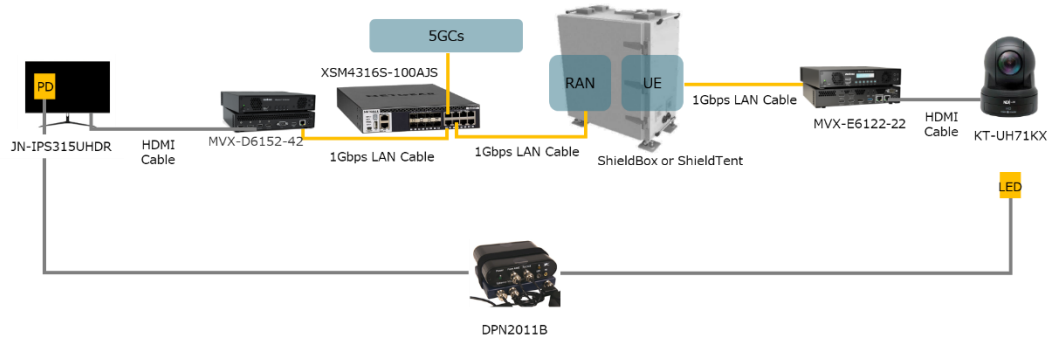 5GCs
XSM4316S-100AJS
PD
RAN
UE
1Gbps LAN Cable
HDMI
Cable
MVX-D6152-42
JN-IPS315UHDR
1Gbps LAN Cable
1Gbps LAN Cable
ShieldBox or ShieldTent
MVX-E6122-22
HDMI
Cable
KT-UH71KX
LED
DPN2011B
NETGEAR